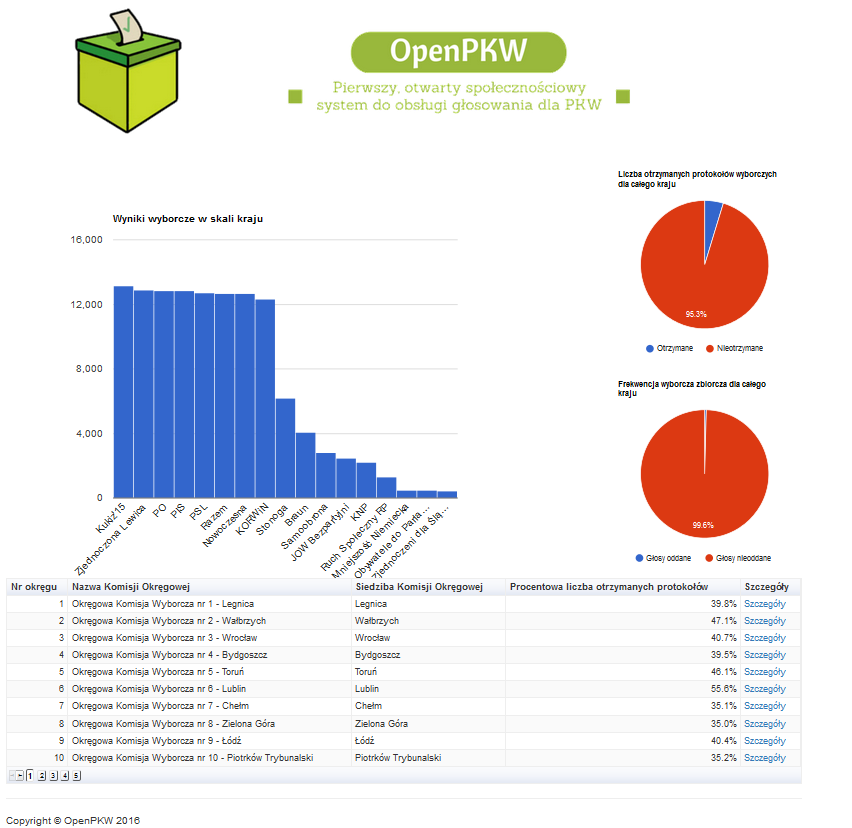 OpenPKW
Pierwszy, otwarty społecznościowy
system do obsługi głosowania dla PKW
Liczba otrzymanych protokołów wyborczych
dla całego kraju
95.3%
Otrzymane Nieotrzymane
Wyniki wyborcze w skali kraju
16,000
12,000
8,000
4,000
0
Kukiz'15
Zjednoczona Lewica
PO
PiS
PSL
Razem
Nowoczesna
KORWiN
Stonoga
Braun
Samoobrona
JOW Bezpartyjni
KNP
Ruch Społeczny RP
Mniejszość Niemiecka
Obywatele do Parla...
Zjednoczeni dlaŚlą...
Frekwencja wyborcza zbiorcza dla całego
kraju
99.6%
Głosy oddane Głosy nieoddane
Nr okręgu Nazwa Komisji Okręgowej Siedziba Komisji Okręgowej Procentowa liczba otrzymanych protokołów Szczegóły
1 Okręgowa Komisja Wyborcza nr 1 - Legnica Legnica 39.8% Szczegóły
2 Okręgowa Komisja Wyborcza nr 2 - Wałbrzych Wałbrzych 47.1% Szczegóły
3 Okręgowa Komisja Wyborcza nr 3 - Wrocław Wrocław 40.7% Szczegóły
4 Okręgowa Komisja Wyborcza nr 4 - Bydgoszcz Bydgoszcz 39.5% Szczegóły
5 Okręgowa Komisja Wyborcza nr 5 - Toruń Toruń 46.1% Szczegóły
6 Okręgowa Komisja Wyborcza nr 6 - Lublin Lublin 55.6% Szczegóły
7 Okręgowa Komisja Wyborcza nr 7 - Chełm Chełm 35.1% Szczegóły
8 Okręgowa Komisja Wyborcza nr 8 - Zielona Góra Zielona Góra 35.0% Szczegóły
9 Okręgowa Komisja Wyborcza nr 9 - Łódź Łódź 40.4% Szczegóły
10 Okręgowa Komisja Wyborcza nr 10 - Piotrków Trybunalski Piotrków Trybunalski 35.2% Szczegóły
1 2 3 4 5
Copyright © OpenPKW 2016